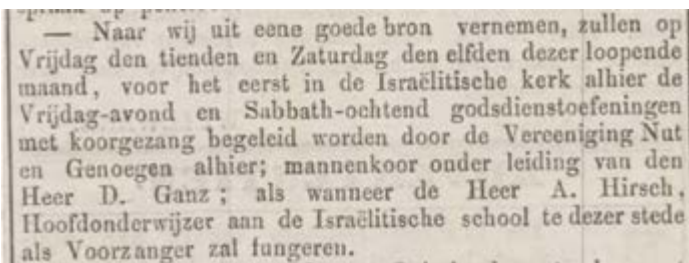 — Naar wij uit eene goede bron vernemen, zullen op
Vrijdag den tienden en Zaturdag den elfden dezer loopende
maand, voor het eerst in de Israëlitische kerk alhier de
Vrijdag-avond en Sabbath-ochtend godsdienstoefeningen
met koorgezang begeleid worden door de Vereeniging Nut
en Genoegen alhier; mannenkoor onder leiding van den
Heer D. Ganz; als wanneer de Heer A. Hirsch,
Hoofdonderwijzer aan de Israëlitische school te dezer stede
als Voorzanger zal fungeren.